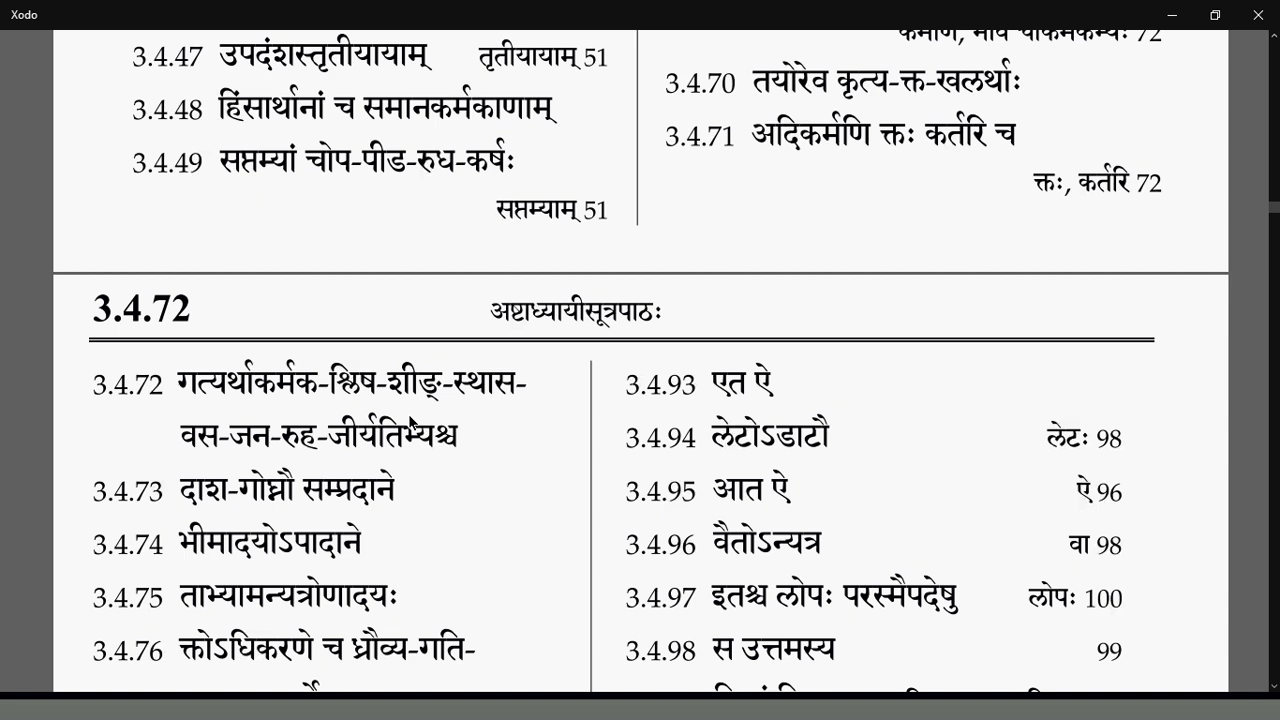 Xodo
3.4.47 उपदंशस्तृतीयायाम् तृतीयायाम् 51
3.4.48 हिंसार्थानां च समानकर्मकाणाम्
3.4.49 सप्तम्यां चोप-पीड-रुध-कर्षः
सप्तम्याम् 51
72
3.4.70 तयोरेव कृत्य-क्त-खलर्थाः
3.4.71 अदिकर्मणि क्तः कर्तरि च
क्तः, कर्तरि 72
3.4.72 अष्टाध्यायीसूत्रपाठः
3.4.72 गत्यर्थाकर्मक-श्लिष-शीङ्-स्थास-
वस-जन-रुह-जीर्यतिभ्यश्च
3.4.73 दाश-गोघ्नौ सम्प्रदाने
3.4.74 भीमादयोऽपादाने
3.4.75 ताभ्यामन्यत्रोणादयः
3.4.76 क्तोऽधिकरणे च ध्रौव्य-गति-
3.4.93 एत ऐ
3.4.94 लेटोऽडाटौ लेटः 98
3.4.95 आत ऐ ऐ 96
3.4.96 वैतोऽन्यत्र वा 98
3.4.97 इतश्च लोपः परस्मैपदेषु लोपः 100
3.4.98 स उत्तमस्य 99